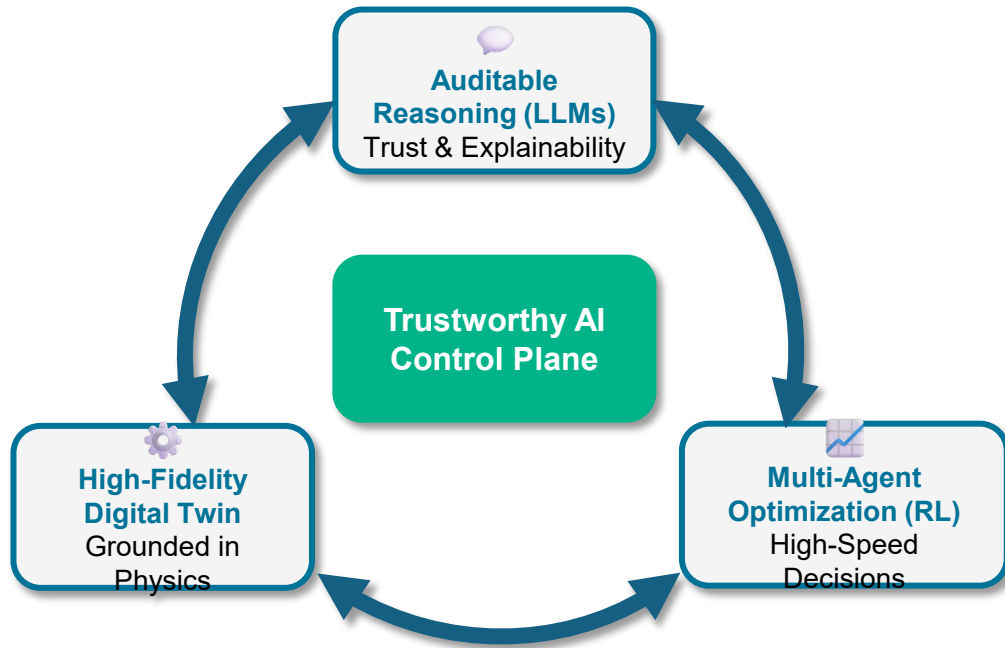 Auditable
Reasoning (LLMs)
Trust & Explainability
Trustworthy AI
Control Plane
High-Fidelity
Digital Twin
Grounded in
Physics
Multi-Agent
Optimization (RL)
High-Speed
Decisions